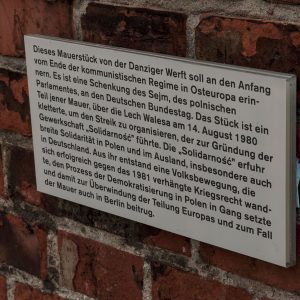 Dieses Mauerstück von der Danziger Werft soll an den Anfang
vom Ende der kommunistischen Regime in Osteuropa erin-
nern. Es ist eine Schenkung des Sejm, des polnischen
Parlamentes, an den Deutschen Bundestag. Das Stück ist ein
Teil jener Mauer, über die Lech Walesa am 14. August 1980
kletterte, um den Streik zu organisieren, der zur Gründung der
Gewerkschaft „Solidarność" führte. Die „Solidarność" erfuhr
breite Solidarität in Polen und im Ausland, insbesondere auch
in Deutschland. Aus ihr entstand eine Volksbewegung, die
sich erfolgreich gegen das 1981 verhängte Kriegsrecht wand-
te, den Prozess der Demokratisierung in Polen in Gang setzte
und damit zur Überwindung der Teilung Europas und zum Fall
der Mauer auch in Berlin beitrug.